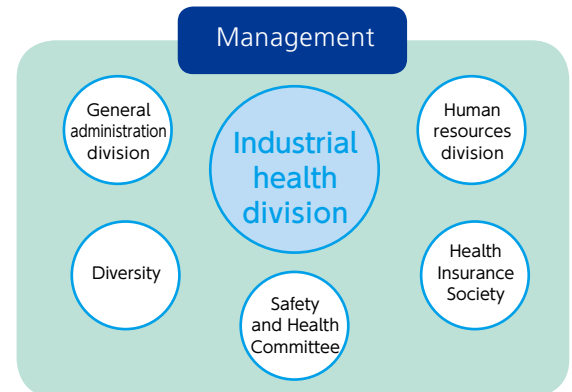 Management
General
administration
division
Industrial
health
division
Human
resources
division
Diversity
Safety
and Health
Committee
Health
Insurance
Society